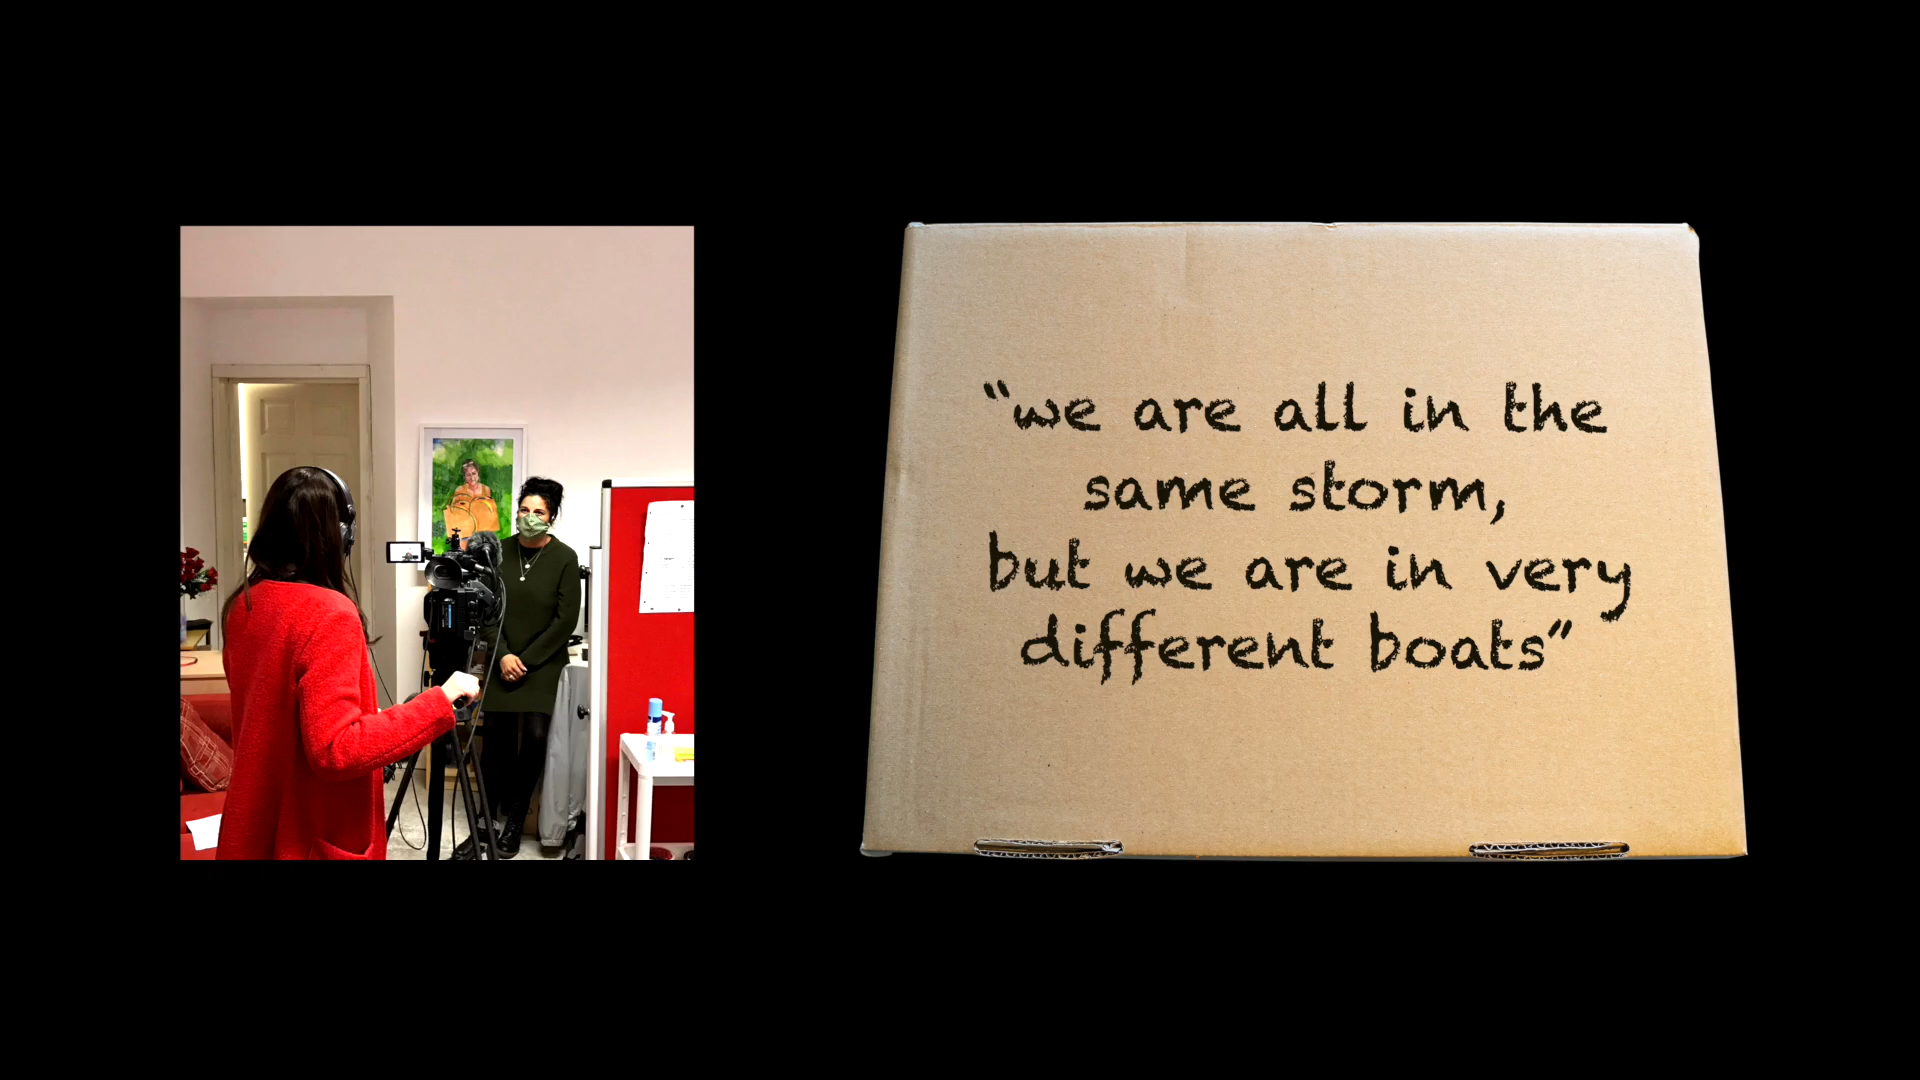 “we are all in the
same storm,
but we are in very
different boats”